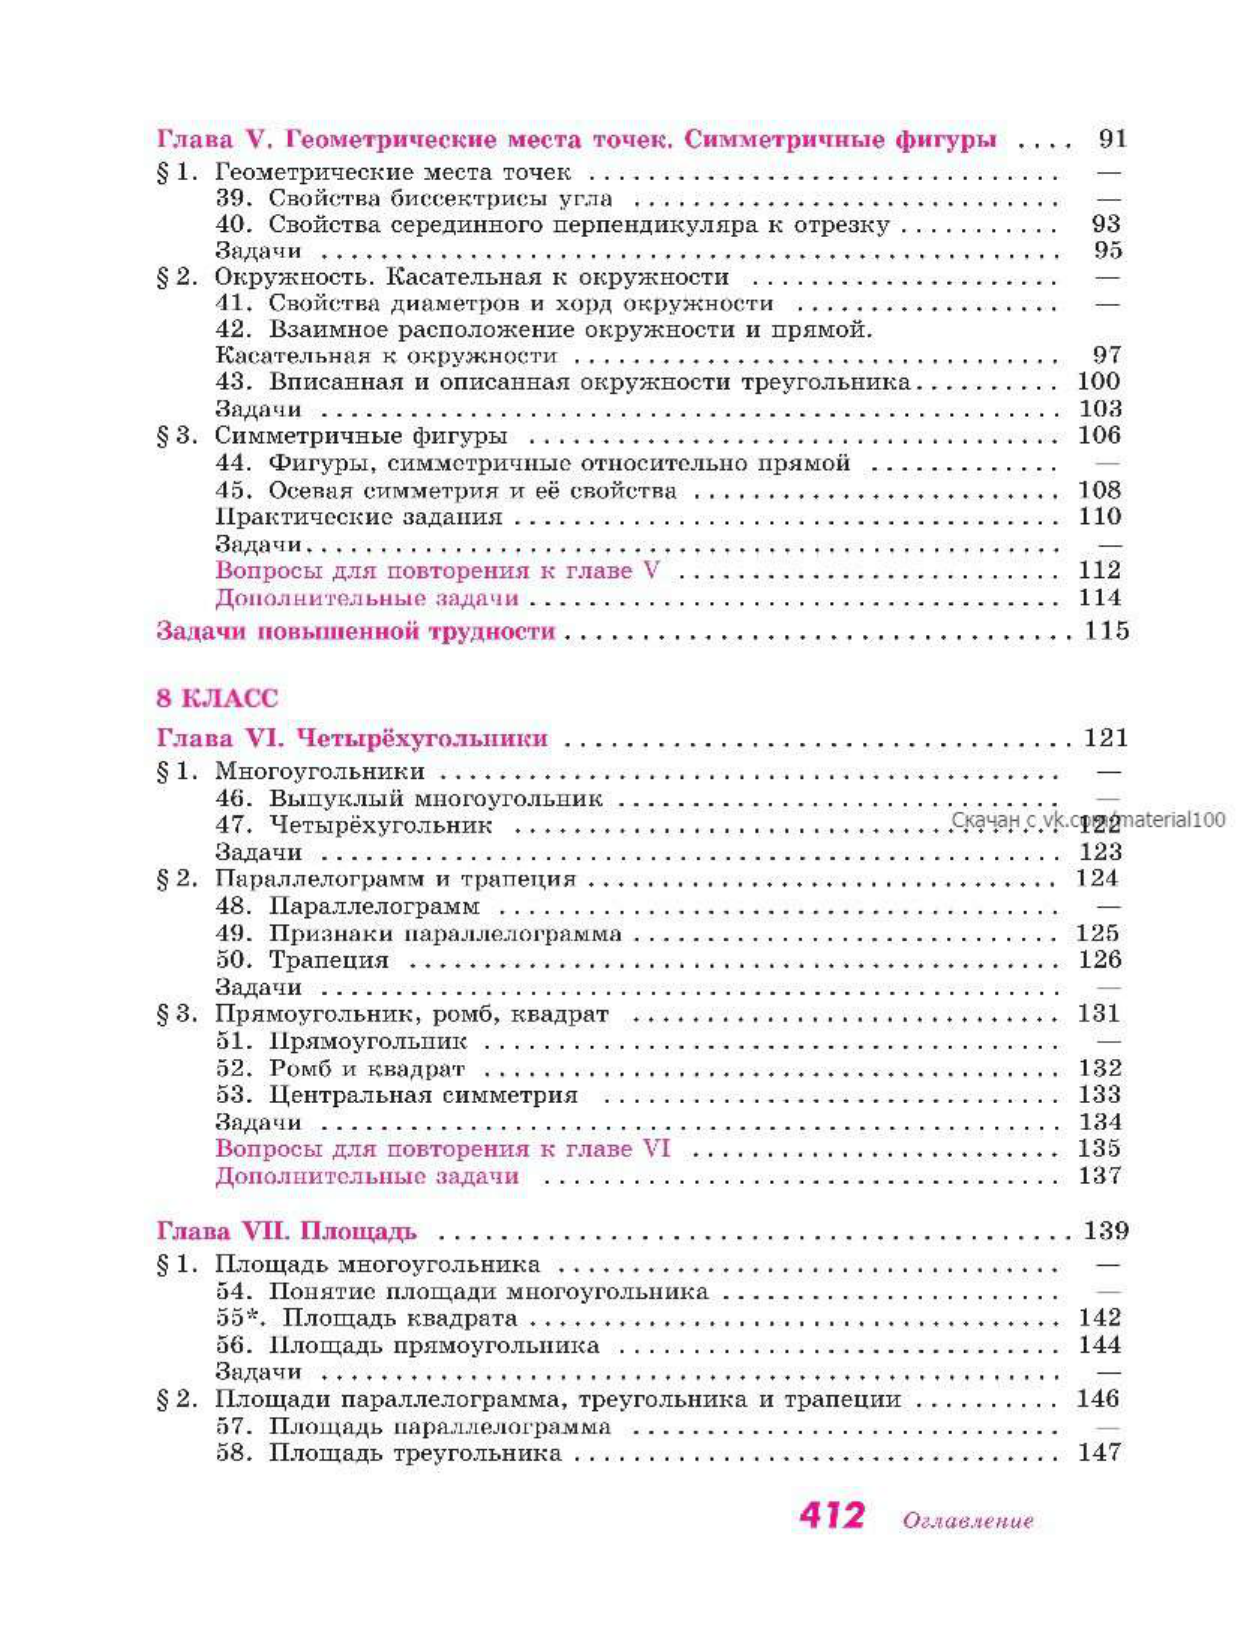 Глава V. Геометрические места точек. Симметричные фигуры .... 91
§ 1. Геометрические места точек .... —
39. Свойства биссектрисы угла .... —
40. Свойства серединного перпендикуляра к отрезку .... 93
Задачи .... 95
§ 2. Окружность. Касательная к окружности .... —
41. Свойства диаметров и хорд окружности .... —
42. Взаимное расположение окружности и прямой.
Касательная к окружности .... 97
43. Вписанная и описанная окружности треугольника .... 100
Задачи .... 103
§ 3. Симметричные фигуры .... 106
44. Фигуры, симметричные относительно прямой .... —
45. Осевая симметрия и её свойства .... 108
Практические задания .... 110
Задачи .... —
Вопросы для повторения к главе V .... 112
Дополнительные задачи .... 114
Задачи повышенной трудности .... 115
8 КЛАСС
Глава VI. Четырёхугольники .... 121
§ 1. Многоугольники .... —
46. Выпуклый многоугольник .... —
47. Четырёхугольник .... 122
Скачан с vk.com/material100
Задачи .... 123
§ 2. Параллелограмм и трапеция .... 124
48. Параллелограмм .... —
49. Признаки параллелограмма .... 125
50. Трапеция .... 126
Задачи .... —
§ 3. Прямоугольник, ромб, квадрат .... 131
51. Прямоугольник .... —
52. Ромб и квадрат .... 132
53. Центральная симметрия .... 133
Задачи .... 134
Вопросы для повторения к главе VI .... 135
Дополнительные задачи .... 137
Глава VII. Площадь .... 139
§ 1. Площадь многоугольника .... —
54. Понятие площади многоугольника .... —
55*. Площадь квадрата .... 142
56. Площадь прямоугольника .... 144
Задачи .... —
§ 2. Площади параллелограмма, треугольника и трапеции .... 146
57. Площадь параллелограмма .... —
58. Площадь треугольника .... 147
412 Оглавление